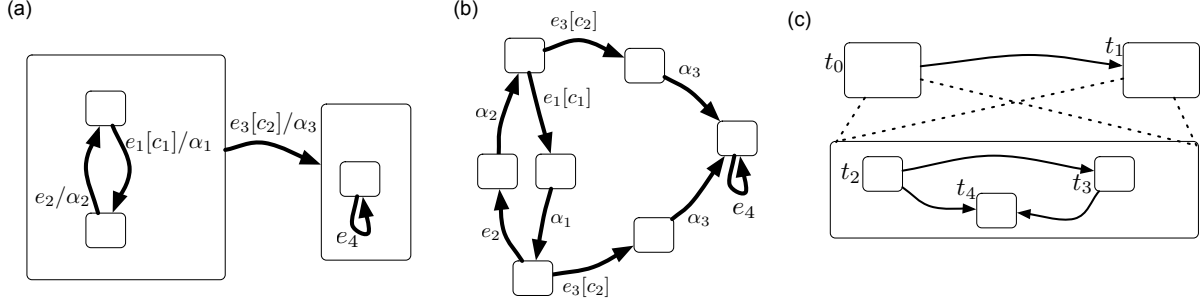 (a)
e₁[c₁]/α₁
e₂/α₂
e₃[c₂]/α₃
e₄
(b)
e₃[c₂]
α₃
α₂
e₁[c₁]
e₄
e₂
α₁
α₃
e₃[c₂]
(c)
t₀
t₁
t₂
t₃
t₄